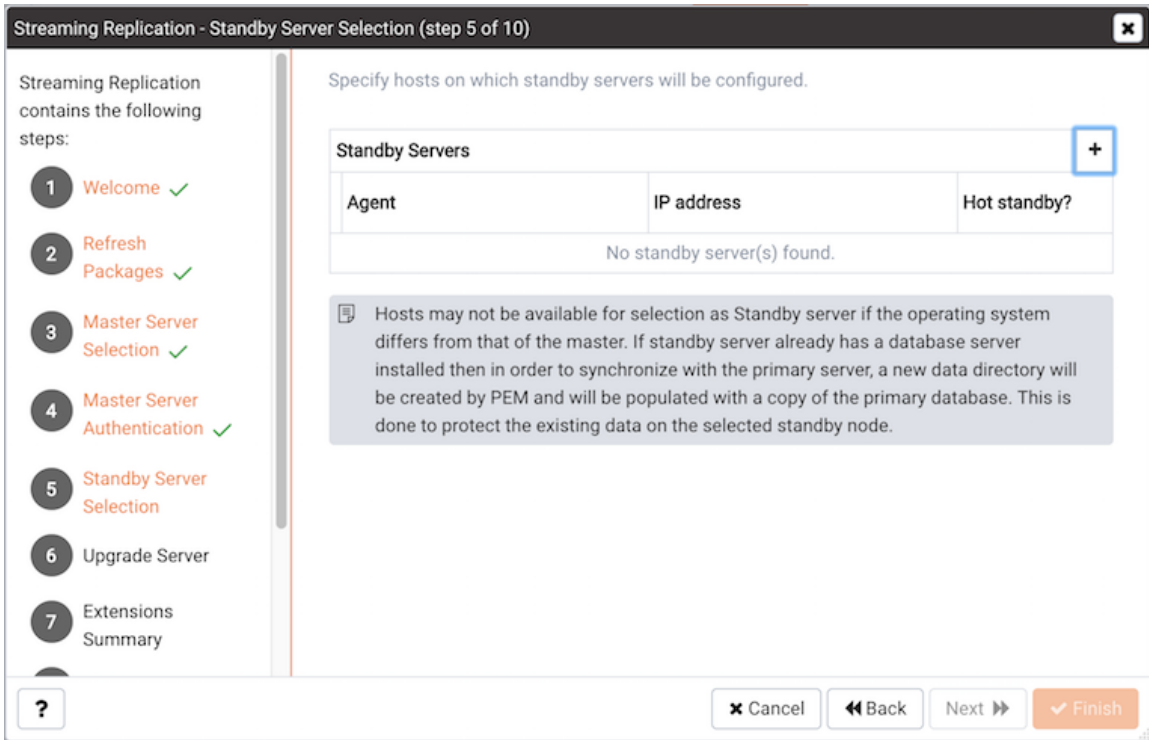 Streaming Replication - Standby Server Selection (step 5 of 10)
Streaming Replication
contains the following
steps:
1 Welcome
2 Refresh
Packages
3 Master Server
Selection
4 Master Server
Authentication
5 Standby Server
Selection
6 Upgrade Server
7 Extensions
Summary
Specify hosts on which standby servers will be configured.
Standby Servers +
Agent IP address Hot standby?
No standby server(s) found.
Hosts may not be available for selection as Standby server if the operating system
differs from that of the master. If standby server already has a database server
installed then in order to synchronize with the primary server, a new data directory will
be created by PEM and will be populated with a copy of the primary database. This is
done to protect the existing data on the selected standby node.
? Cancel Back Next Finish